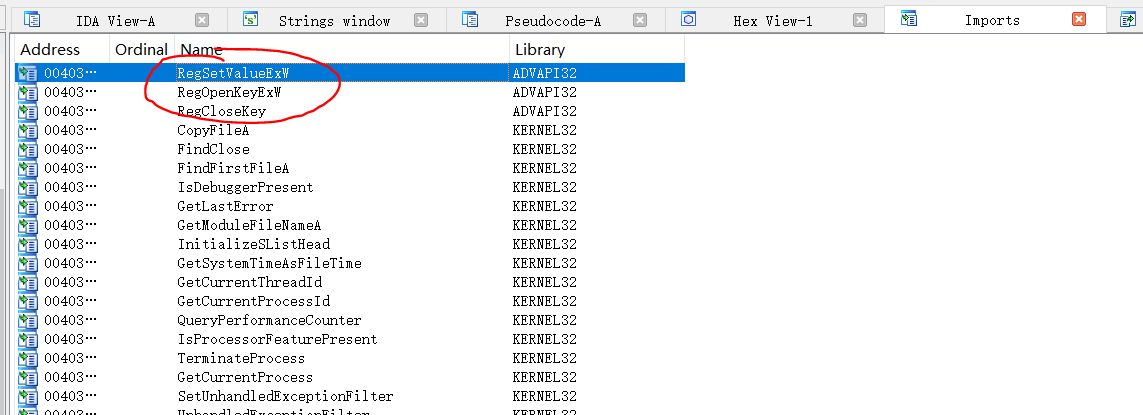 IDA View-A Strings window Pseudocode-A Hex View-1 Imports
Address Ordinal Name Library
00403… RegSetValueExW ADVAPI32
00403… RegOpenKeyExW ADVAPI32
00403… RegCloseKey ADVAPI32
00403… CopyFileA KERNEL32
00403… FindClose KERNEL32
00403… FindFirstFileA KERNEL32
00403… IsDebuggerPresent KERNEL32
00403… GetLastError KERNEL32
00403… GetModuleFileNameA KERNEL32
00403… InitializeSListHead KERNEL32
00403… GetSystemTimeAsFileTime KERNEL32
00403… GetCurrentThreadId KERNEL32
00403… GetCurrentProcessId KERNEL32
00403… QueryPerformanceCounter KERNEL32
00403… IsProcessorFeaturePresent KERNEL32
00403… TerminateProcess KERNEL32
00403… GetCurrentProcess KERNEL32
00403… SetUnhandledExceptionFilter KERNEL32
00403… UnhandledExceptionFilter KERNEL32